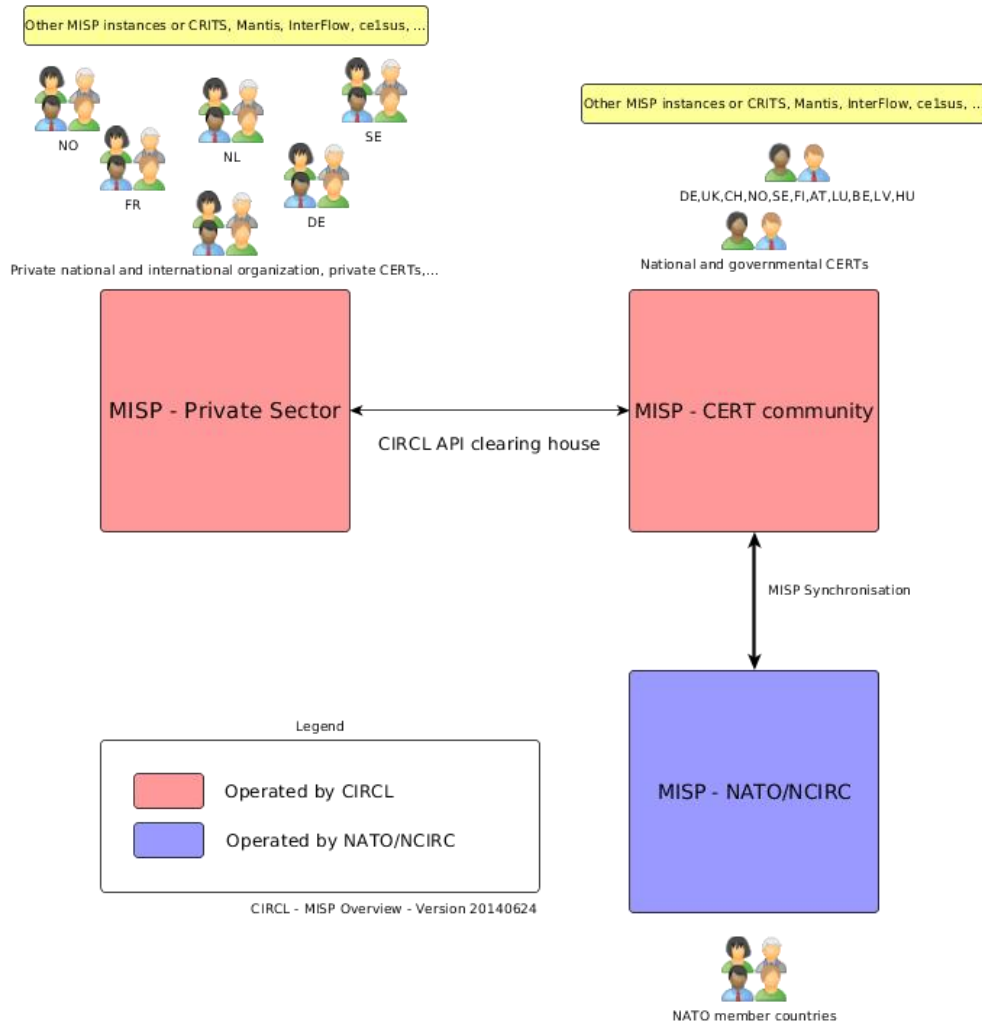 Other MISP instances or CRITS, Mantis, InterFlow, ce1sus, ...
NO
FR
NL
DE
SE
Private national and international organization, private CERTs,...
Other MISP instances or CRITS, Mantis, InterFlow, ce1sus, ...
DE,UK,CH,NO,SE,FI,AT,LU,BE,LV,HU
National and governmental CERTs
MISP - Private Sector
CIRCL API clearing house
MISP - CERT community
MISP Synchronisation
MISP - NATO/NCIRC
NATO member countries
Legend
Operated by CIRCL
Operated by NATO/NCIRC
CIRCL - MISP Overview - Version 20140624